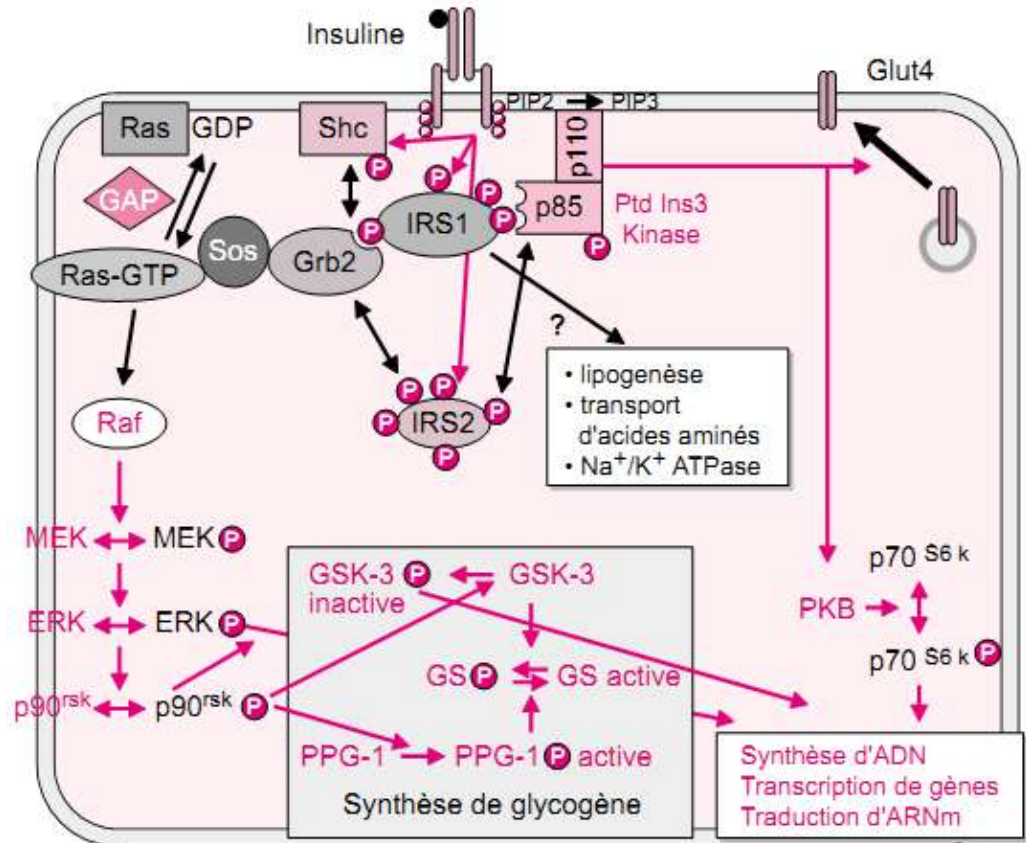 Insuline
Glut4
PIP2 → PIP3
Ras GDP
Shc
P
p110
GAP
P
P
P
IRS1
P
P
p85
Ptd Ins3
Kinase
P
Sos
Grb2
Ras-GTP
?
• lipogenèse
• transport
d'acides aminés
• Na+/K+ ATPase
P
P
P
P
IRS2
P
Raf
MEK MEK P
ERK ERK P
p90rsk p90rsk P
GSK-3 P GSK-3
inactive
GS P GS active
PPG-1 PPG-1 P active
Synthèse de glycogène
p70 S6 k
PKB
p70 S6 k P
Synthèse d'ADN
Transcription de gènes
Traduction d'ARNm